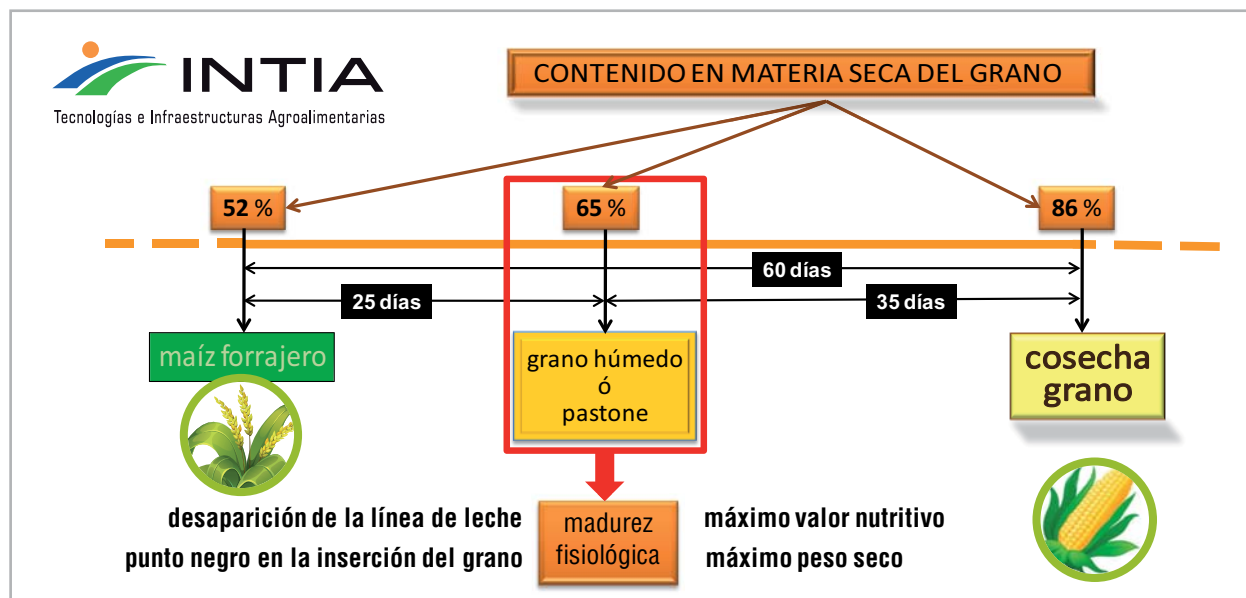 INTIA
Tecnologías e Infraestructuras Agroalimentarias
CONTENIDO EN MATERIA SECA DEL GRANO
52 %
65 %
86 %
60 días
25 días
35 días
maíz forrajero
grano húmedo
ó
pastone
cosecha
grano
desaparición de la línea de leche
punto negro en la inserción del grano
madurez
fisiológica
máximo valor nutritivo
máximo peso seco